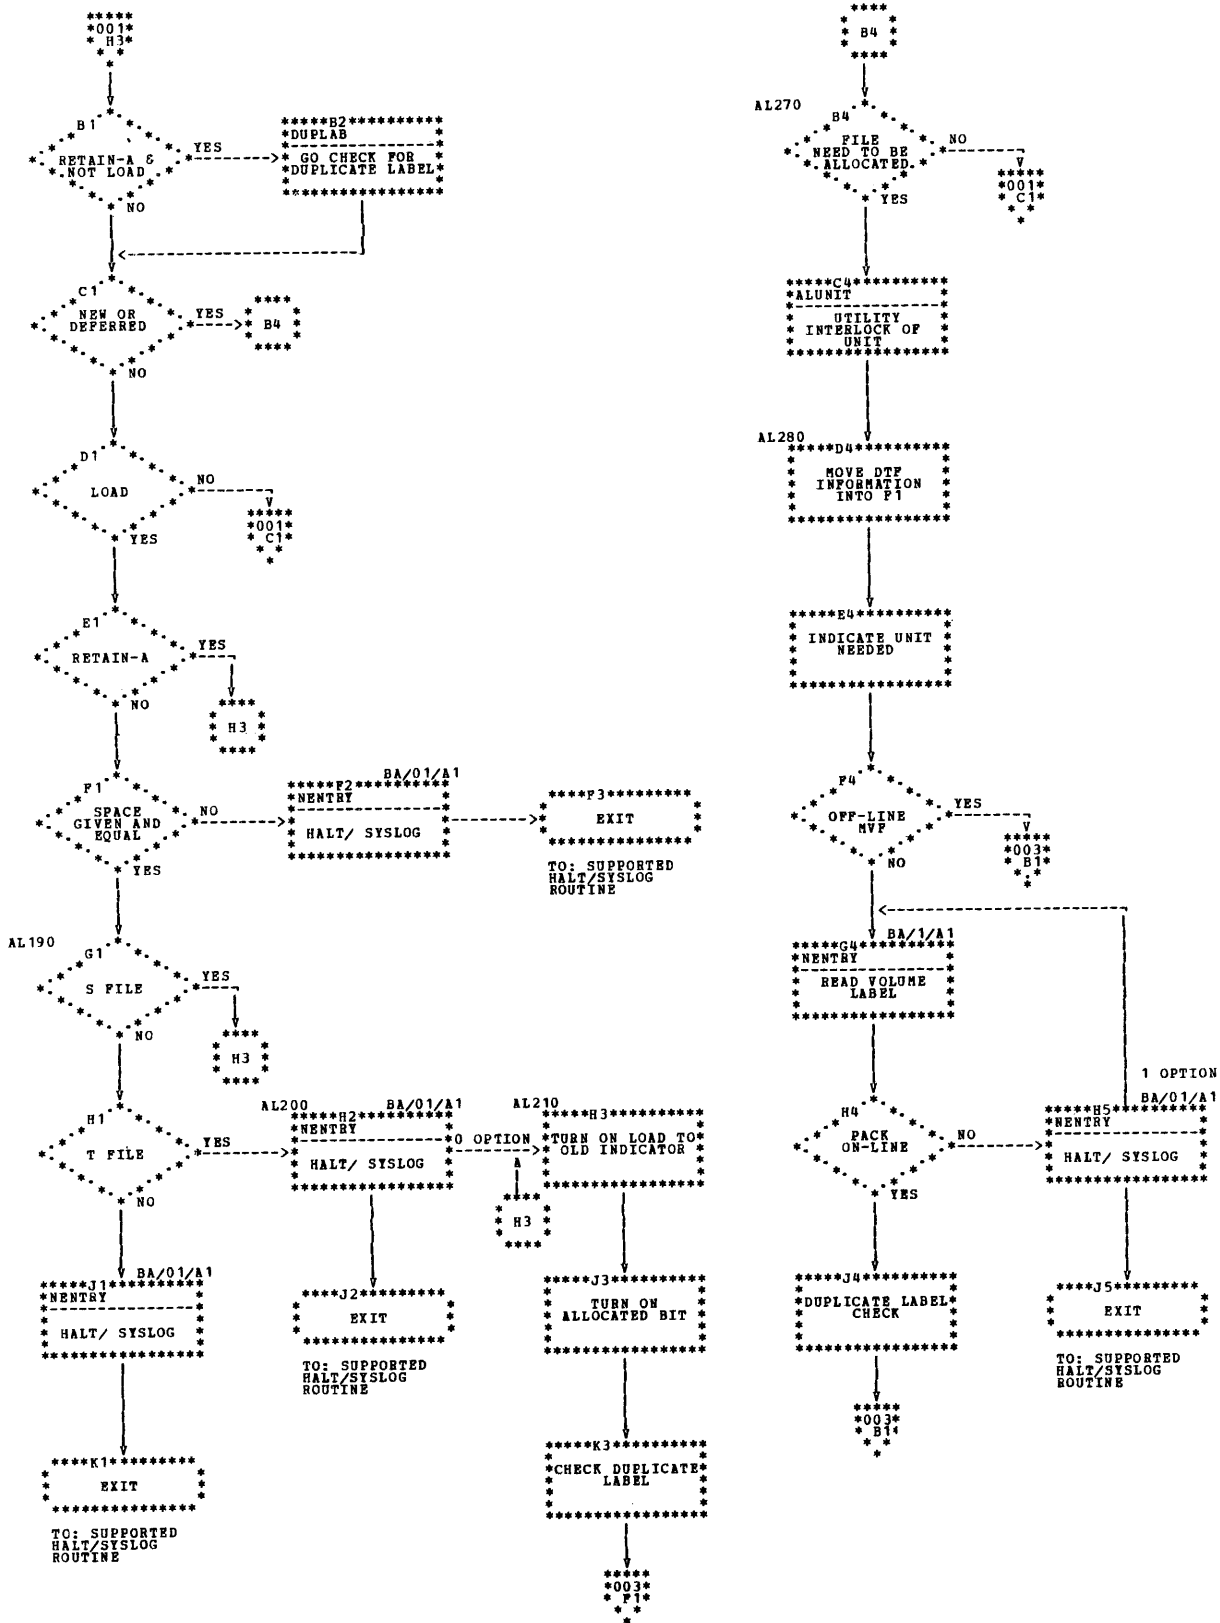 001
H3
B1
RETAIN-A &
NOT LOAD
YES
NO
B2
DUPLAB
GO CHECK FOR
DUPLICATE LABEL
C1
NEW OR
DEFERRED
YES
B4
NO
D1
LOAD
NO
001
C1
YES
E1
RETAIN-A
YES
H3
NO
F1
SPACE
GIVEN AND
EQUAL
NO
YES
BA/01/A1
F2
NENTRY
HALT/ SYSLOG
F3
EXIT
TO: SUPPORTED
HALT/SYSLOG
ROUTINE
AL190
G1
S FILE
YES
H3
NO
H1
T FILE
YES
NO
AL200
BA/01/A1
H2
NENTRY
HALT/ SYSLOG
0 OPTION
AL210
H3
TURN ON LOAD TO
OLD INDICATOR
H3
BA/01/A1
J1
NENTRY
HALT/ SYSLOG
J2
EXIT
TO: SUPPORTED
HALT/SYSLOG
ROUTINE
J3
TURN ON
ALLOCATED BIT
K1
EXIT
TO: SUPPORTED
HALT/SYSLOG
ROUTINE
K3
CHECK DUPLICATE
LABEL
003
F1
B4
AL270
B4
FILE
NEED TO BE
ALLOCATED
NO
001
C1
YES
C4
ALUNIT
UTILITY
INTERLOCK OF
UNIT
AL280
D4
MOVE DTF
INFORMATION
INTO F1
E4
INDICATE UNIT
NEEDED
F4
OFF-LINE
MVF
YES
003
B1
NO
BA/1/A1
G4
NENTRY
READ VOLUME
LABEL
H4
PACK
ON-LINE
NO
YES
1 OPTION
BA/01/A1
H5
NENTRY
HALT/ SYSLOG
J4
DUPLICATE LABEL
CHECK
003
B1
J5
EXIT
TO: SUPPORTED
HALT/SYSLOG
ROUTINE